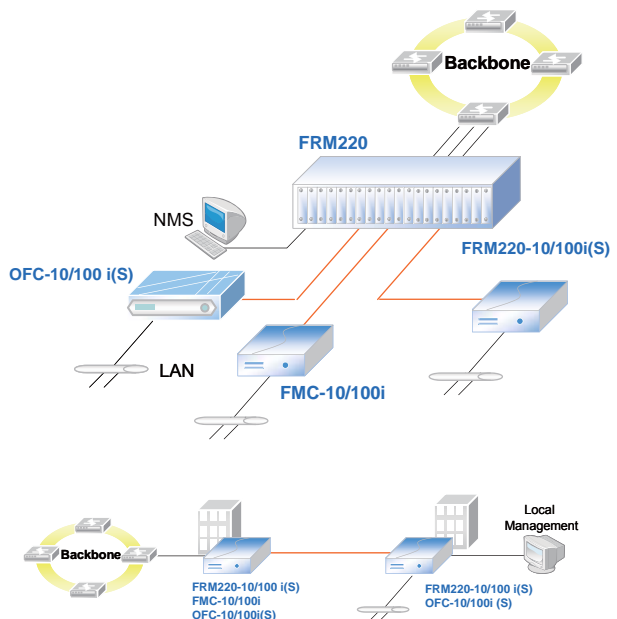 Backbone
FRM220
NMS
FRM220-10/100i(S)
OFC-10/100 i(S)
LAN
FMC-10/100i
Local
Management
Backbone
FRM220-10/100 i(S)
FMC-10/100i
OFC-10/100i(S)
FRM220-10/100 i(S)
OFC-10/100i (S)